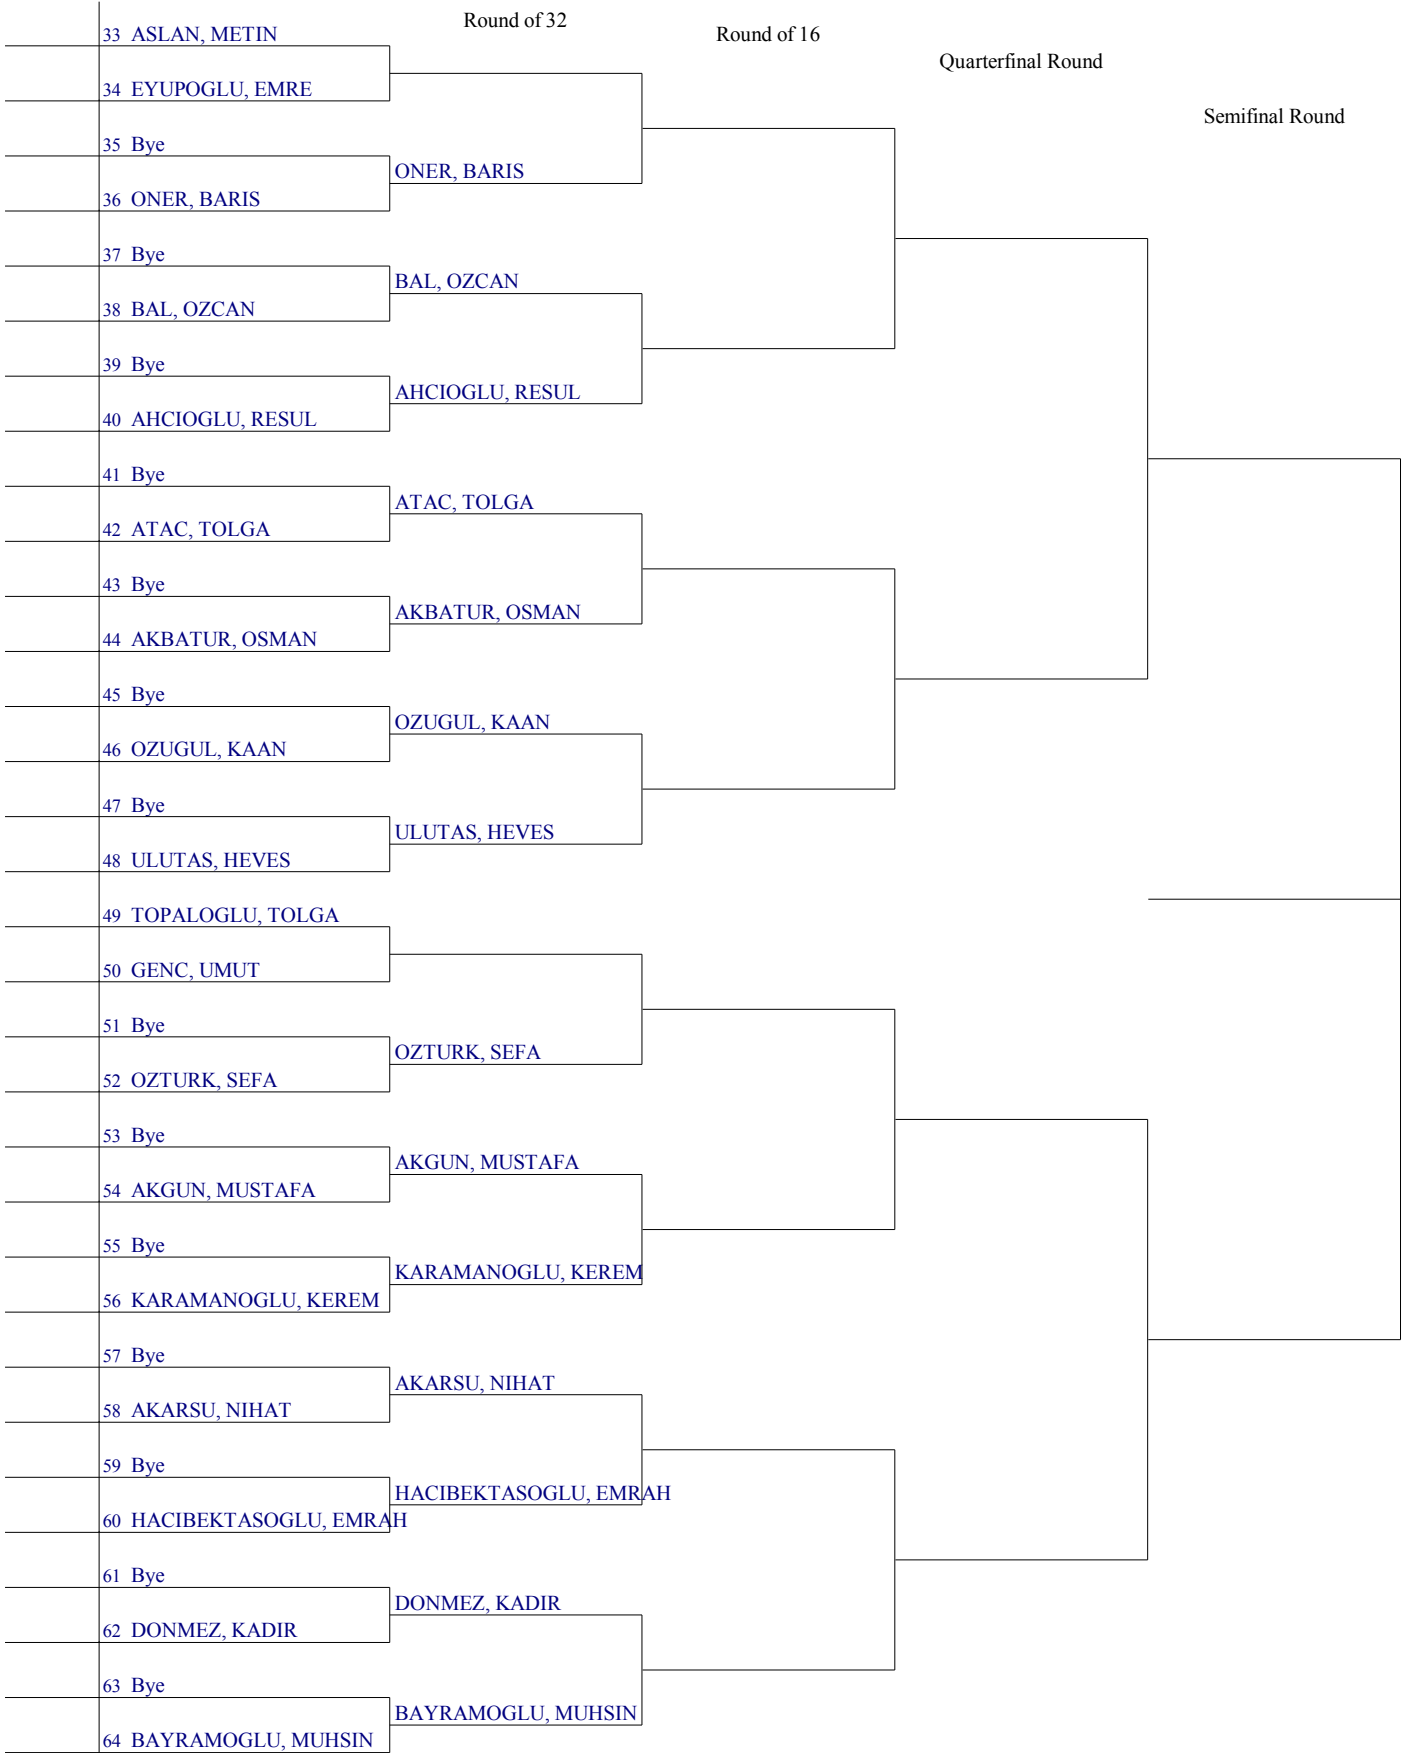 Round of 32
Round of 16
Quarterfinal Round
Semifinal Round
33 ASLAN, METIN
34 EYUPOGLU, EMRE
35 Bye
ONER, BARIS
36 ONER, BARIS
37 Bye
BAL, OZCAN
38 BAL, OZCAN
39 Bye
AHCIOGLU, RESUL
40 AHCIOGLU, RESUL
41 Bye
ATAC, TOLGA
42 ATAC, TOLGA
43 Bye
AKBATUR, OSMAN
44 AKBATUR, OSMAN
45 Bye
OZUGUL, KAAN
46 OZUGUL, KAAN
47 Bye
ULUTAS, HEVES
48 ULUTAS, HEVES
49 TOPALOGLU, TOLGA
50 GENC, UMUT
51 Bye
OZTURK, SEFA
52 OZTURK, SEFA
53 Bye
AKGUN, MUSTAFA
54 AKGUN, MUSTAFA
55 Bye
KARAMANOGLU, KEREM
56 KARAMANOGLU, KEREM
57 Bye
AKARSU, NIHAT
58 AKARSU, NIHAT
59 Bye
HACIBEKTASOGLU, EMRAH
60 HACIBEKTASOGLU, EMRAH
61 Bye
DONMEZ, KADIR
62 DONMEZ, KADIR
63 Bye
BAYRAMOGLU, MUHSIN
64 BAYRAMOGLU, MUHSIN